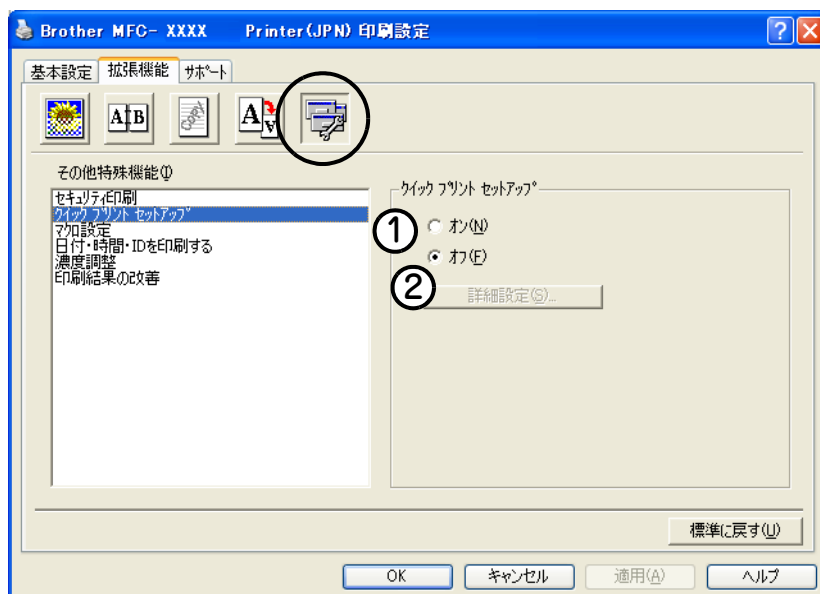 Brother MFC- XXXX Printer(JPN) 印刷設定
基本設定 拡張機能 サポート
A B
A A
その他特殊機能(I)
セキュリティ印刷
クイック プリント セットアップ
マクロ設定
日付・時間・IDを印刷する
濃度調整
印刷結果の改善
クイック プリント セットアップ
① オン(N)
オフ(F)
② 詳細設定(S)...
標準に戻す(U)
OK キャンセル 適用(A) ヘルプ